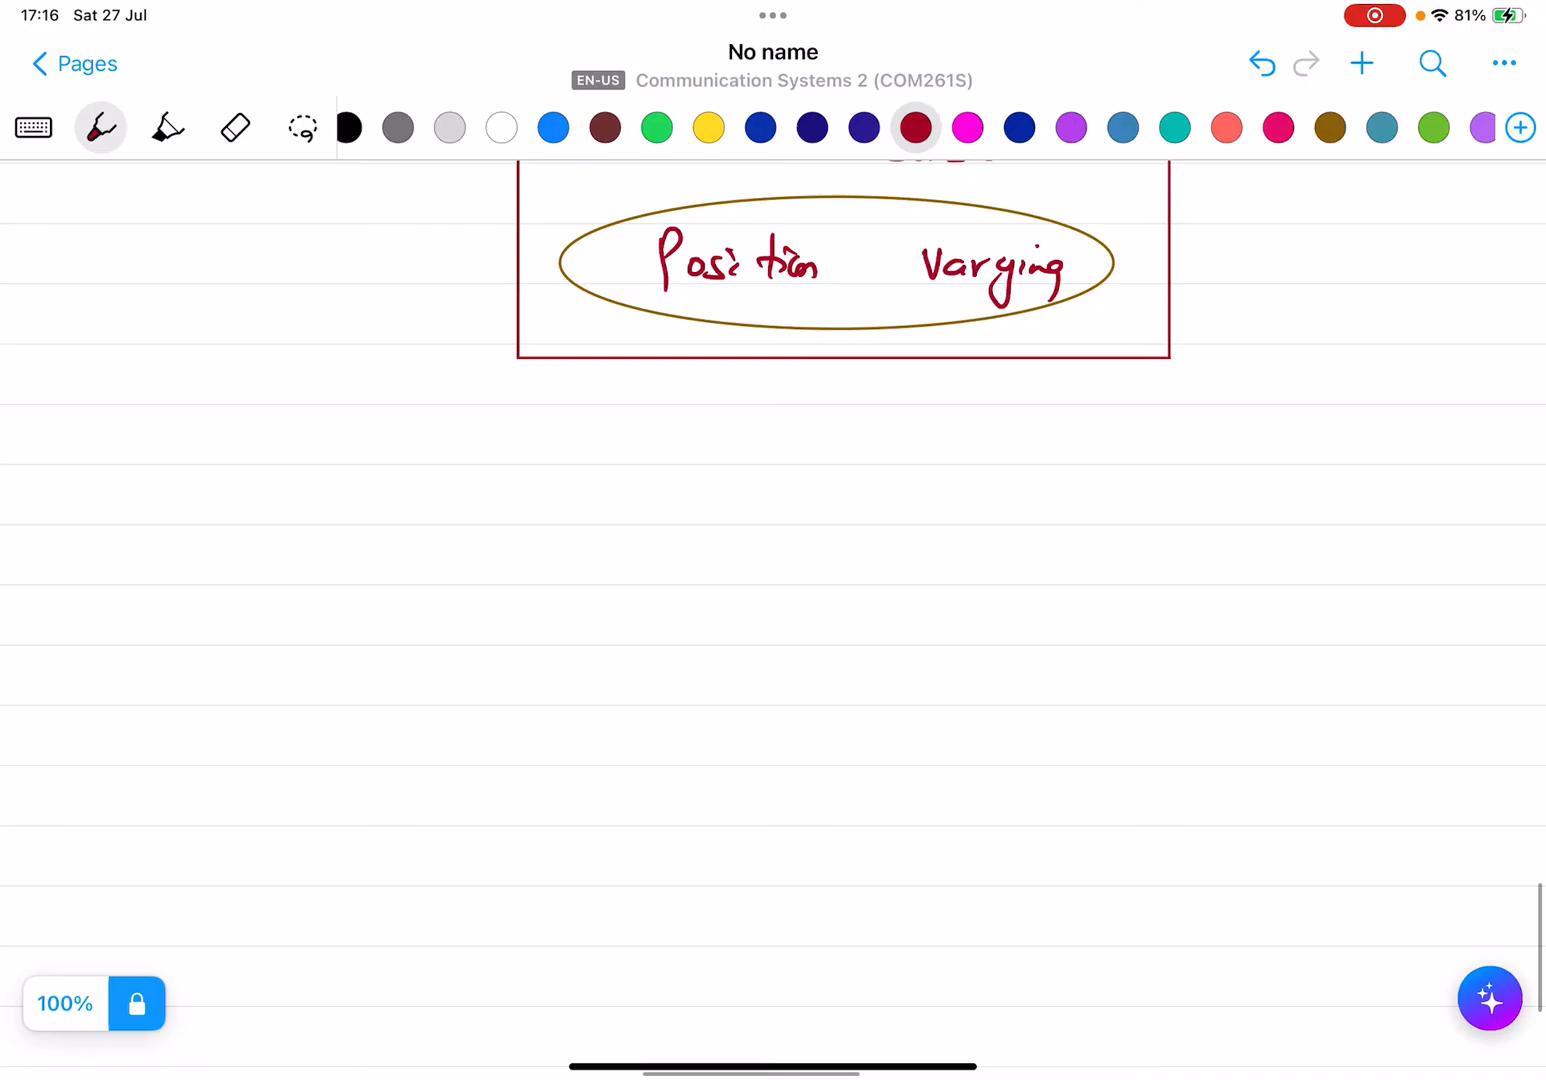 17:16 Sat 27 Jul
81%
Pages
No name
EN-US Communication Systems 2 (COM261S)
Position varying
100%